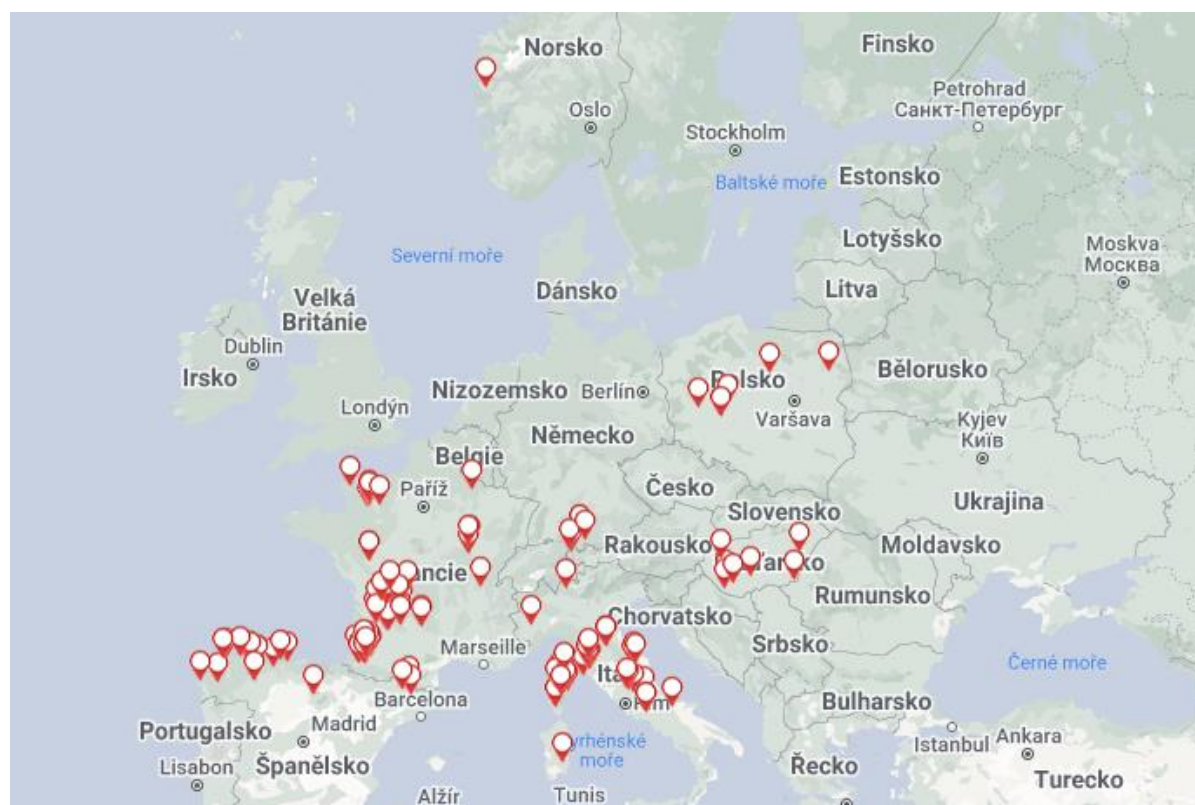 Norsko
Finsko
Oslo
Stockholm
Petrohrad
Санкт-Петербург
Baltské moře
Estonsko
Lotyšsko
Moskva
Москва
Severní moře
Dánsko
Litva
Velká
Británie
Dublin
Irsko
Nizozemsko
Berlín
Polsko
Bělorusko
Varšava
Londýn
Německo
Kyjev
Київ
Belgie
Paříž
Česko
Ukrajina
Slovensko
Rakousko
Moldavsko
Rumunsko
Chorvatsko
Srbsko
Marseille
Černé moře
Barcelona
Bulharsko
Portugalsko
Madrid
Istanbul
Ankara
Lisabon
Španělsko
moře
Řecko
Turecko
Alžír
Tunis